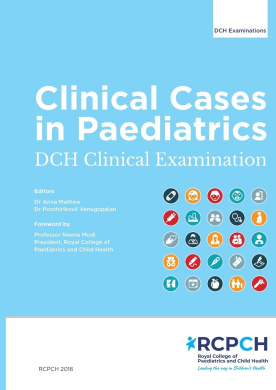 DCH Examinations
Clinical Cases
in Paediatrics
DCH Clinical Examination
Editors
Dr Anna Mathew
Dr Poothirikovil Venugopalan
Foreword by
Professor Neena Modi
President, Royal College of
Paediatrics and Child Health
RCPCH
Royal College of
Paediatrics and Child Health
Leading the way in Children's Health
RCPCH 2016